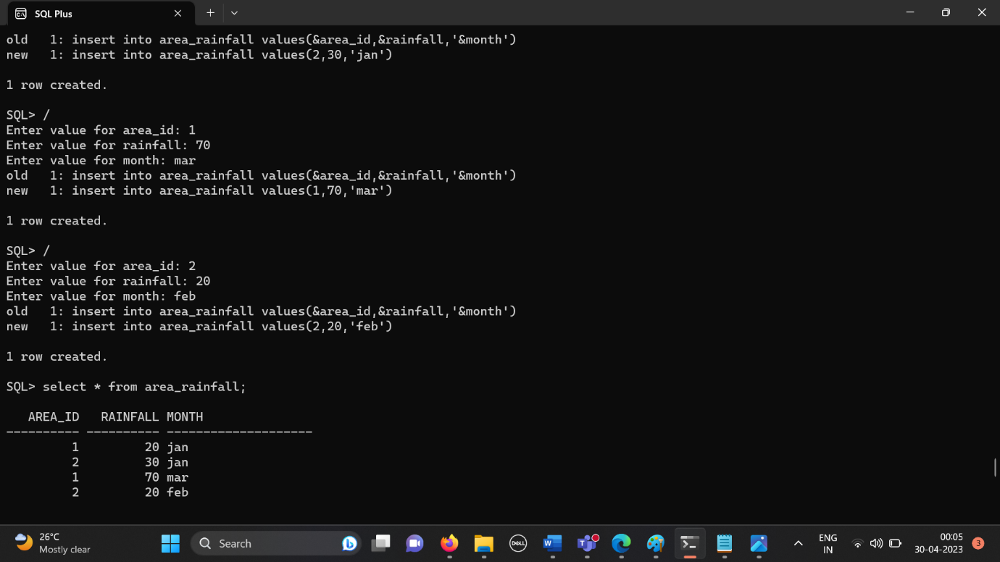 SQL Plus
old   1: insert into area_rainfall values(&area_id,&rainfall,'&month')
new   1: insert into area_rainfall values(2,30,'jan')
1 row created.
SQL> /
Enter value for area_id: 1
Enter value for rainfall: 70
Enter value for month: mar
old   1: insert into area_rainfall values(&area_id,&rainfall,'&month')
new   1: insert into area_rainfall values(1,70,'mar')
1 row created.
SQL> /
Enter value for area_id: 2
Enter value for rainfall: 20
Enter value for month: feb
old   1: insert into area_rainfall values(&area_id,&rainfall,'&month')
new   1: insert into area_rainfall values(2,20,'feb')
1 row created.
SQL> select * from area_rainfall;
   AREA_ID   RAINFALL MONTH
---------- ---------- --------------------
         1         20 jan
         2         30 jan
         1         70 mar
         2         20 feb
26°C
Mostly clear
Search
DELL
ENG
IN
00:05
30-04-2023
3